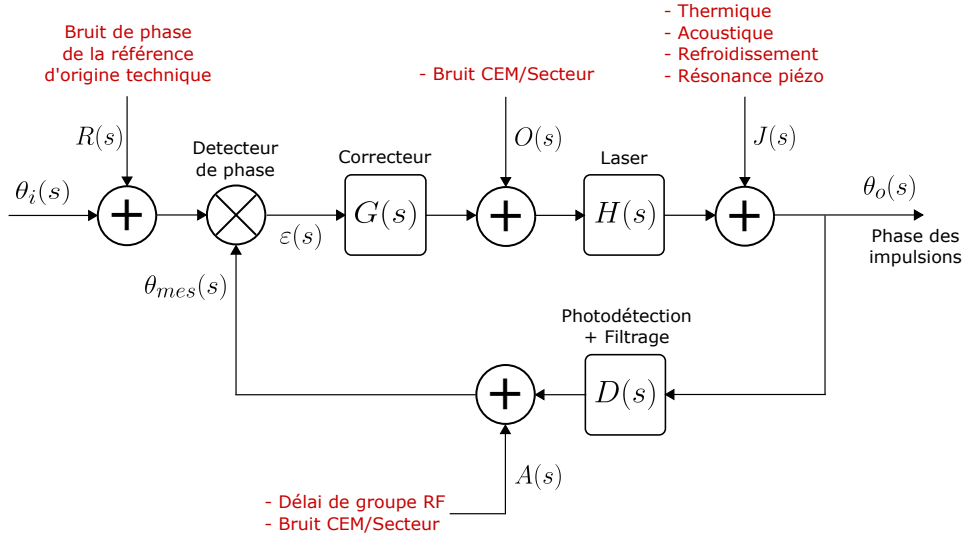 Bruit de phase
de la référence
d'origine technique
- Bruit CEM/Secteur
- Thermique
- Acoustique
- Refroidissement
- Résonance piézo
R(s)
Detecteur
de phase
Correcteur
O(s)
Laser
J(s)
θi(s)
G(s)
H(s)
θo(s)
ε(s)
Phase des
impulsions
θmes(s)
Photodétection
+ Filtrage
D(s)
A(s)
- Délai de groupe RF
- Bruit CEM/Secteur